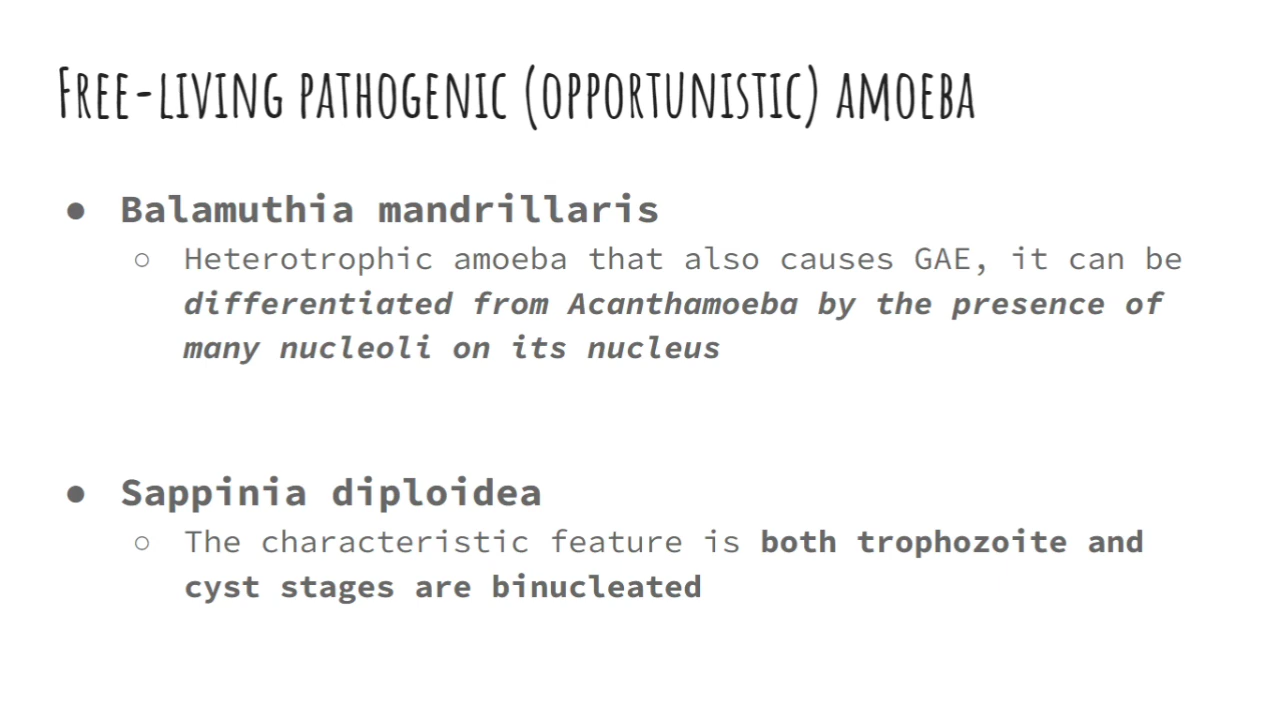 Free-living pathogenic (opportunistic) amoeba
● Balamuthia mandrillaris
○ Heterotrophic amoeba that also causes GAE, it can be
differentiated from Acanthamoeba by the presence of
many nucleoli on its nucleus
● Sappinia diploidea
○ The characteristic feature is both trophozoite and
cyst stages are binucleated